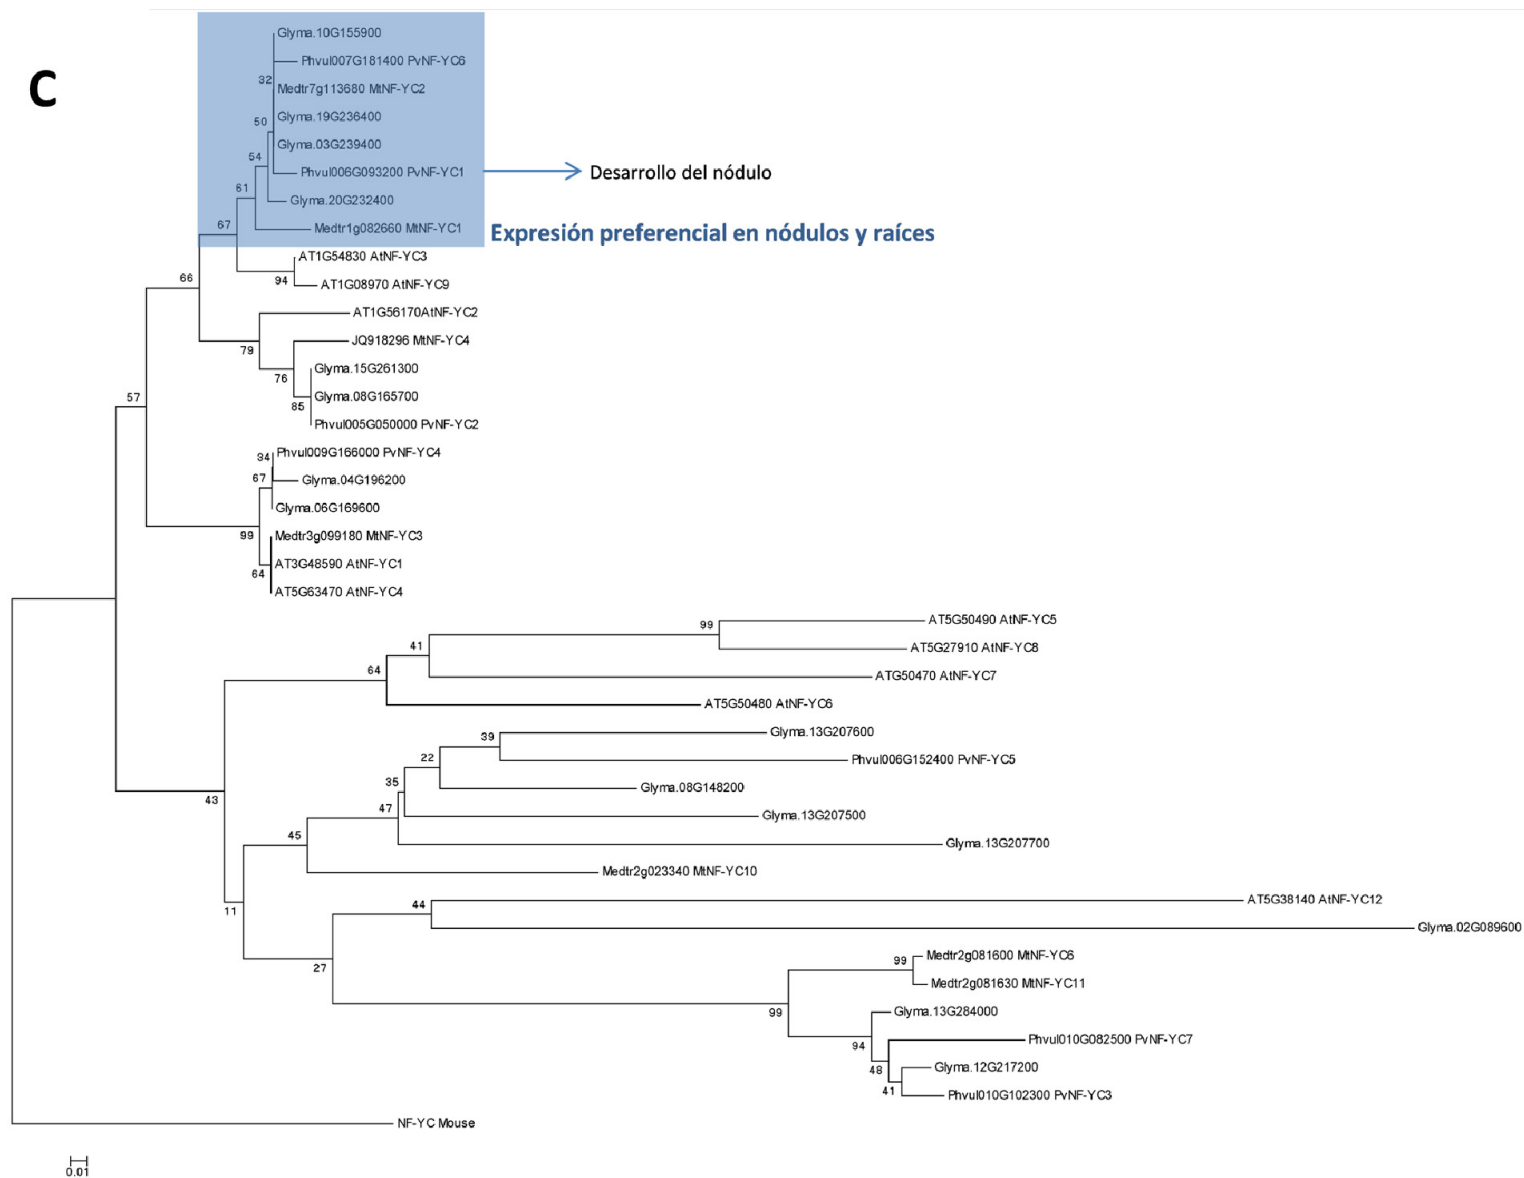 C
Glyma.10G155900
Phvul007G181400 PvNF-YC6
32
Medtr7g113680 MtNF-YC2
Glyma.19G236400
50
Glyma.03G239400
54
Phvul006G093200 PvNF-YC1
Desarrollo del nódulo
61
Glyma.20G232400
67
Medtr1g082660 MtNF-YC1
Expresión preferencial en nódulos y raíces
AT1G54830 AtNF-YC3
66
94
AT1G08970 AtNF-YC9
AT1G56170AtNF-YC2
79
JQ918296 MtNF-YC4
76
Glyma.15G261300
57
Glyma.08G165700
85
Phvul005G050000 PvNF-YC2
Phvul009G166000 PvNF-YC4
34
67
Glyma.04G196200
Glyma.06G169600
99
Medtr3g099180 MtNF-YC3
AT3G48590 AtNF-YC1
64
AT5G63470 AtNF-YC4
99
AT5G50490 AtNF-YC5
41
AT5G27910 AtNF-YC8
64
ATG50470 AtNF-YC7
AT5G50480 AtNF-YC6
39
Glyma.13G207600
22
Phvul006G152400 PvNF-YC5
35
Glyma.08G148200
43
47
Glyma.13G207500
45
Glyma.13G207700
Medtr2g023340 MtNF-YC10
11
44
AT5G38140 AtNF-YC12
Glyma.02G089600
27
99
Medtr2g081600 MtNF-YC6
Medtr2g081630 MtNF-YC11
99
Glyma.13G284000
94
Phvul010G082500 PvNF-YC7
48
Glyma.12G217200
41
Phvul010G102300 PvNF-YC3
NF-YC Mouse
0.01